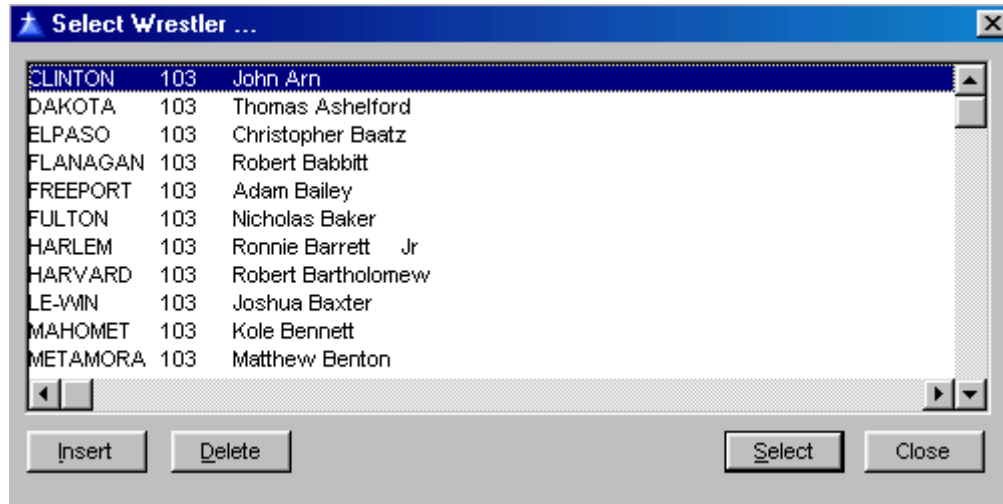 Select Wrestler ...
CLINTON 103 John Arn
DAKOTA 103 Thomas Ashelford
ELPASO 103 Christopher Baatz
FLANAGAN 103 Robert Babbitt
FREEPORT 103 Adam Bailey
FULTON 103 Nicholas Baker
HARLEM 103 Ronnie Barrett Jr
HARVARD 103 Robert Bartholomew
LE-WIN 103 Joshua Baxter
MAHOMET 103 Kole Bennett
METAMORA 103 Matthew Benton
Insert Delete Select Close